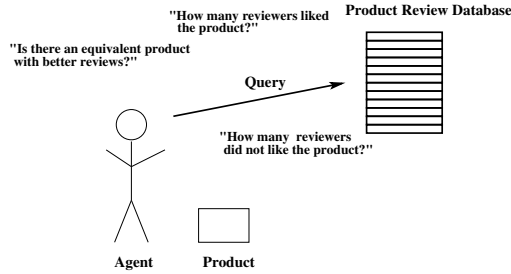 "How many reviewers liked
the product?"
Product Review Database
"Is there an equivalent product
with better reviews?"
Query
"How many reviewers
did not like the product?"
Agent
Product